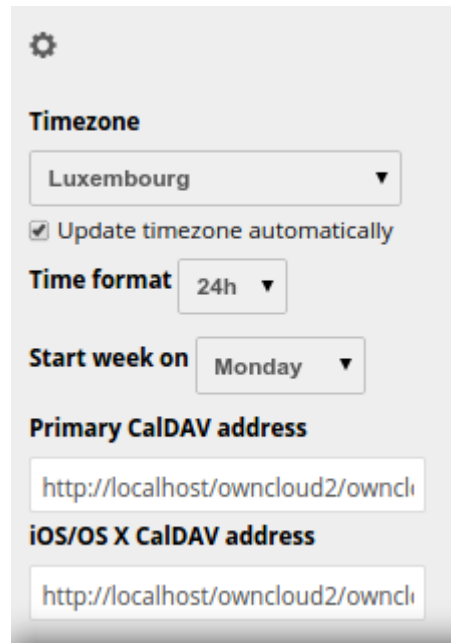 Timezone
Luxembourg
Update timezone automatically
Time format 24h
Start week on Monday
Primary CalDAV address
http://localhost/owncloud2/owncl
iOS/OS X CalDAV address
http://localhost/owncloud2/owncl